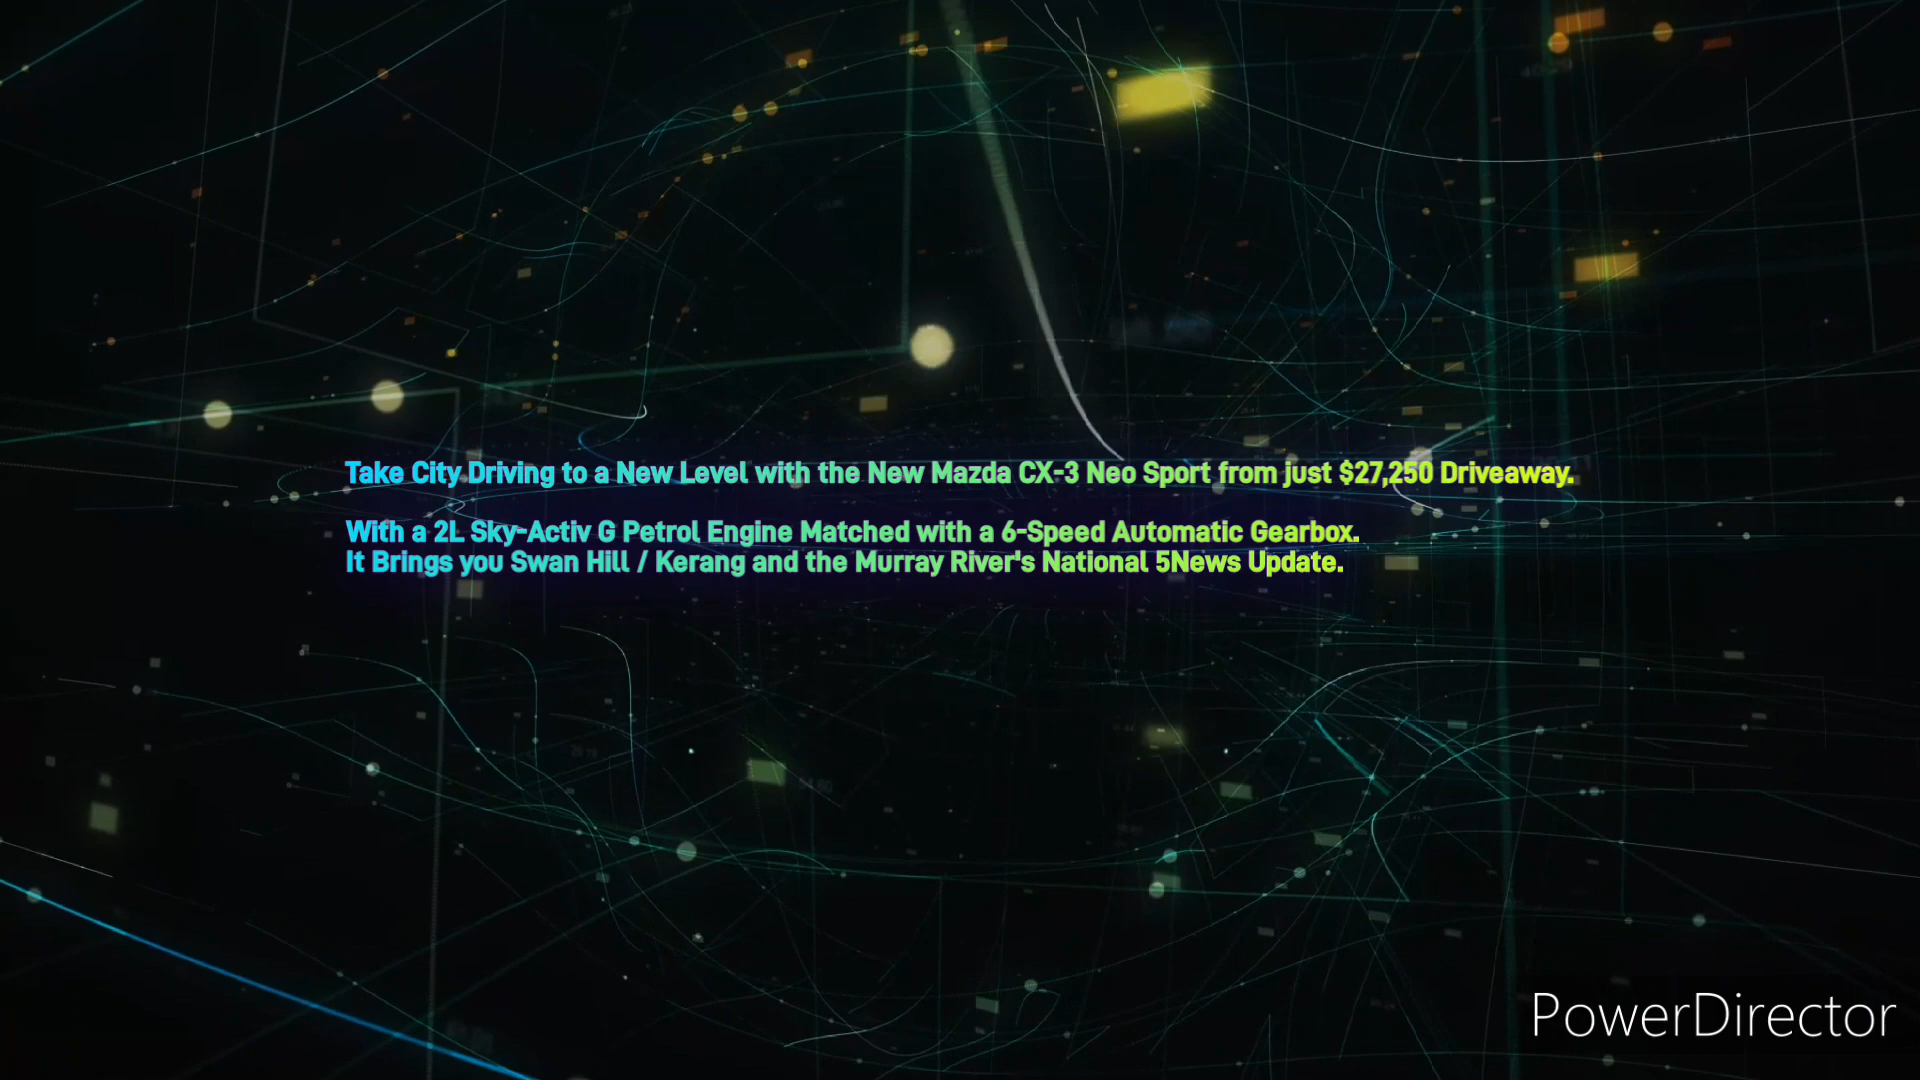 Take City Driving to a New Level with the New Mazda CX-3 Neo Sport from just $27,250 Driveaway.
With a 2L Sky-Activ G Petrol Engine Matched with a 6-Speed Automatic Gearbox.
It Brings you Swan Hill / Kerang and the Murray River's National 5News Update.
PowerDirector